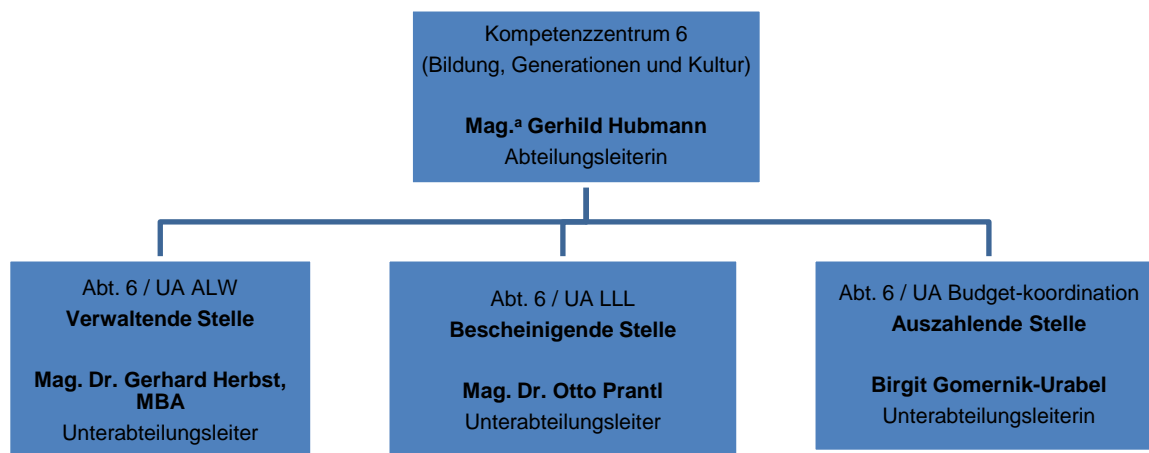 Kompetenzzentrum 6
(Bildung, Generationen und Kultur)
Mag.ᵃ Gerhild Hubmann
Abteilungsleiterin
Abt. 6 / UA ALW
Verwaltende Stelle
Mag. Dr. Gerhard Herbst,
MBA
Unterabteilungsleiter
Abt. 6 / UA LLL
Bescheinigende Stelle
Mag. Dr. Otto Prantl
Unterabteilungsleiter
Abt. 6 / UA Budget-koordination
Auszahlende Stelle
Birgit Gomernik-Urabel
Unterabteilungsleiterin